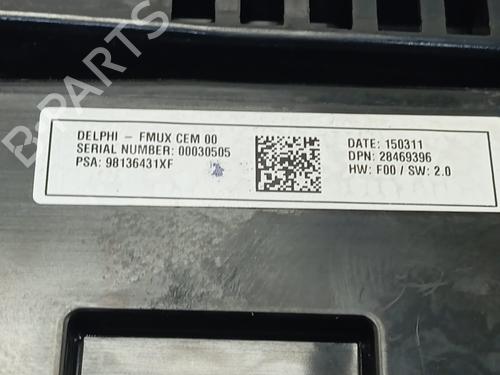 DELPHI – FMUX CEM 00
SERIAL NUMBER: 00030505
PSA: 98136431XF
DATE: 150311
DPN: 28469396
HW: F00 / SW: 2.0
B-PARTS